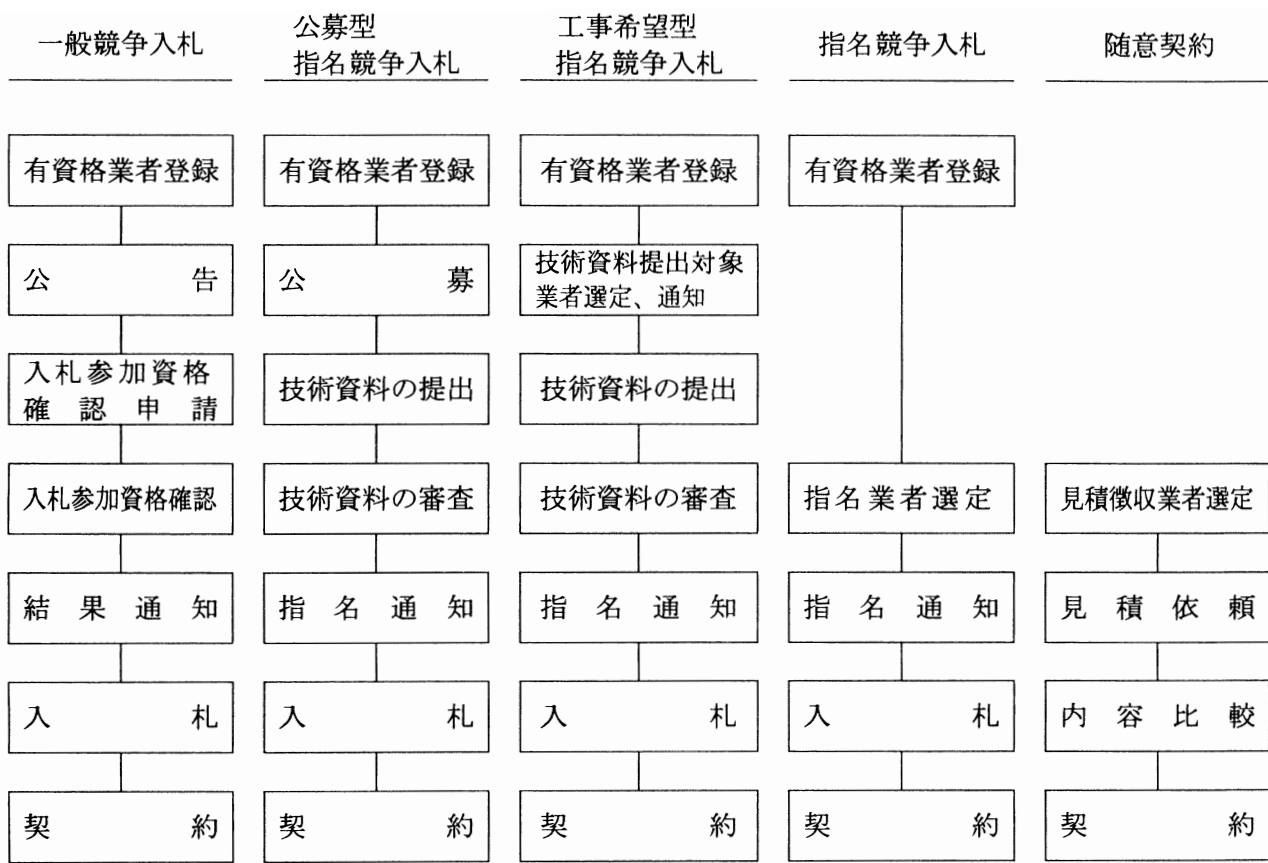 一般競争入札
公募型
指名競争入札
工事希望型
指名競争入札
指名競争入札
随意契約
有資格業者登録
公告
入札参加資格
確認申請
入札参加資格確認
結果通知
入札
契約
有資格業者登録
公募
技術資料の提出
技術資料の審査
指名通知
入札
契約
有資格業者登録
技術資料提出対象
業者選定、通知
技術資料の提出
技術資料の審査
指名通知
入札
契約
有資格業者登録
指名業者選定
指名通知
入札
契約
見積徴収業者選定
見積依頼
内容比較
契約